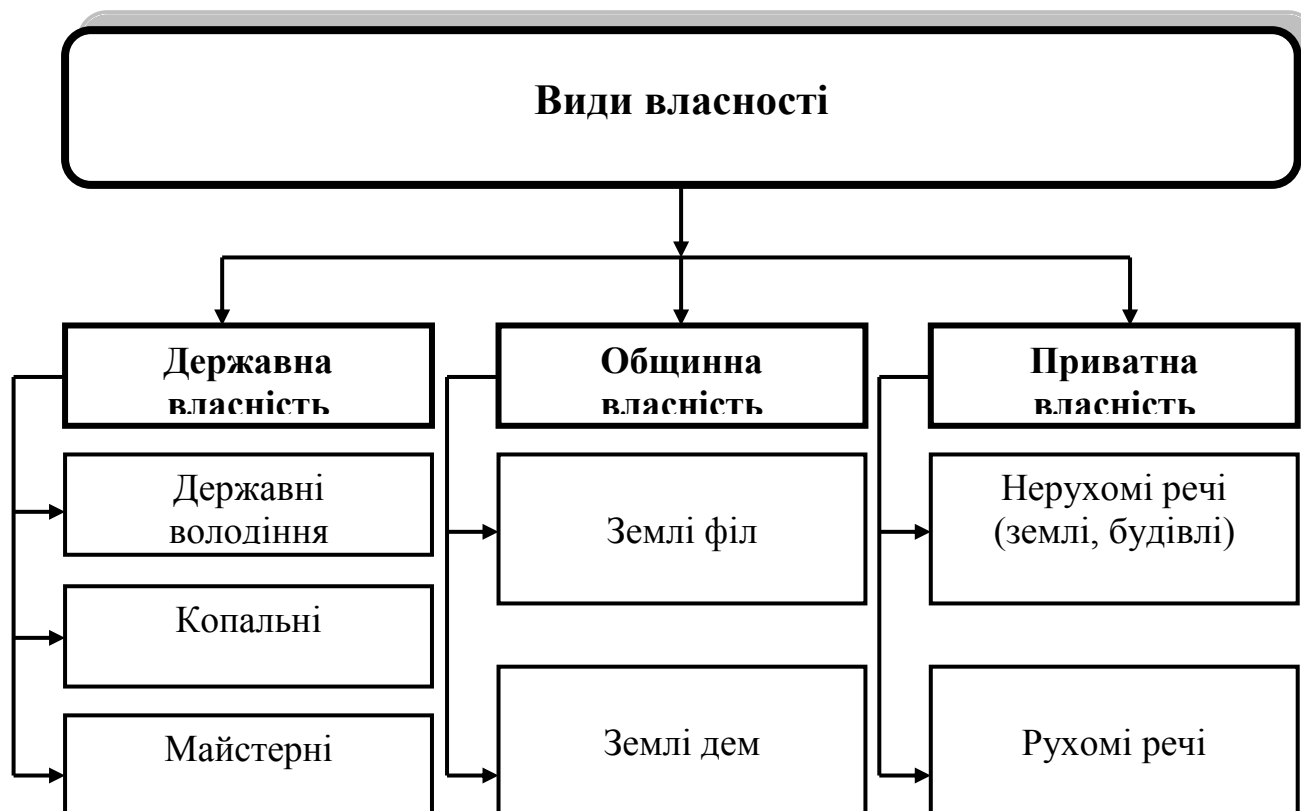 Види власності
Державна
власність
Общинна
власність
Приватна
власність
Державні
володіння
Землі філ
Нерухомі речі
(землі, будівлі)
Копальні
Майстерні
Землі дем
Рухомі речі